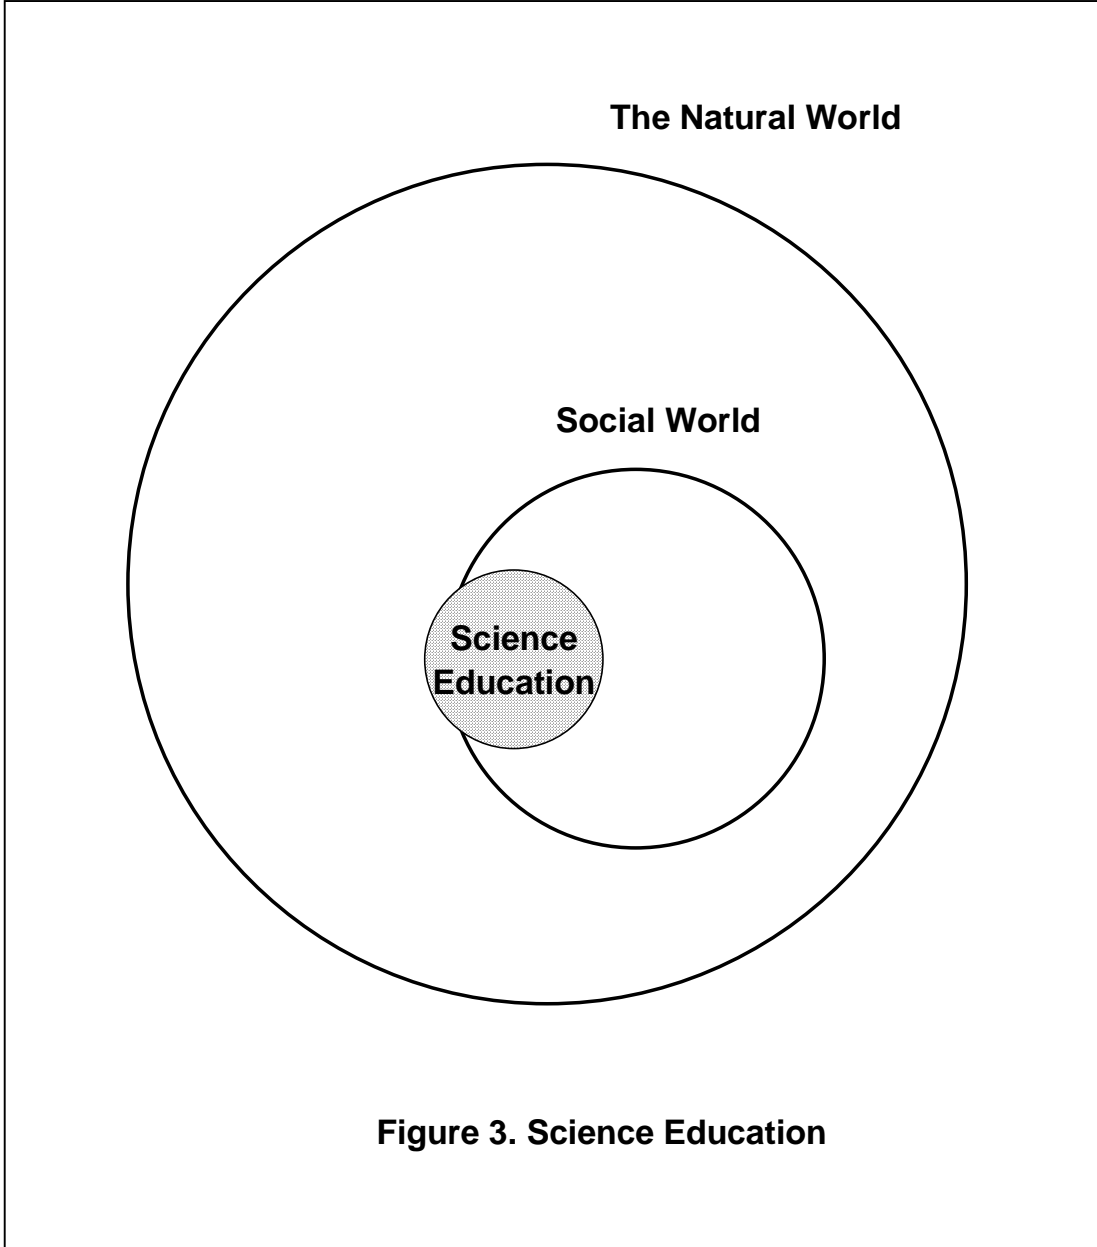 The Natural World
Social World
Science
Education
Figure 3. Science Education